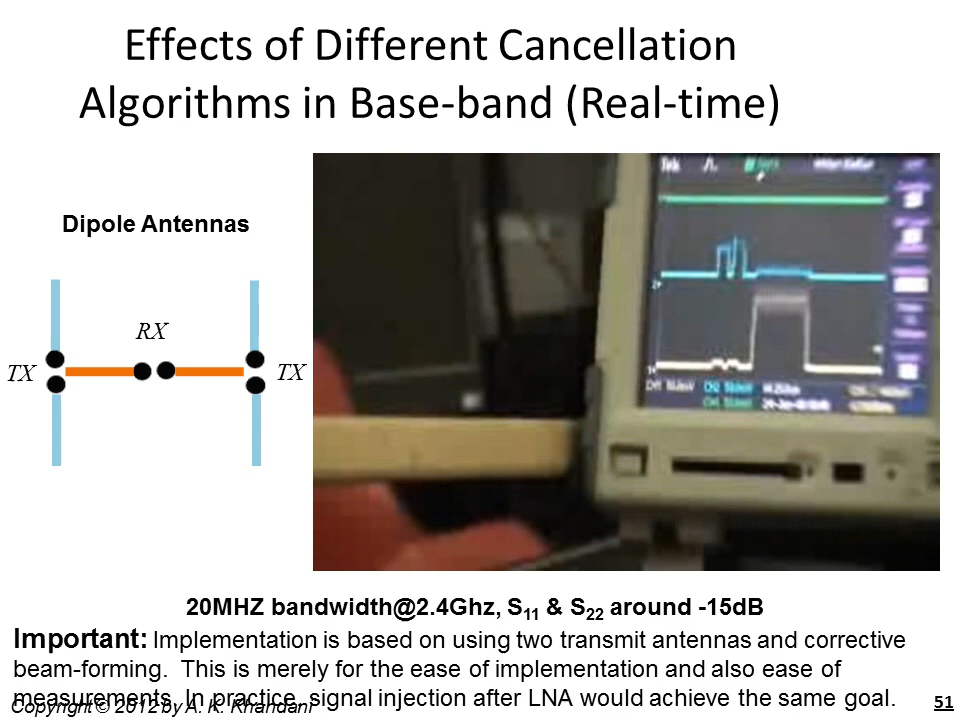 Effects of Different Cancellation
Algorithms in Base-band (Real-time)
Dipole Antennas
RX
TX
TX
Tek
20MHZ bandwidth@2.4Ghz, S11 & S22 around -15dB
Important: Implementation is based on using two transmit antennas and corrective
beam-forming. This is merely for the ease of implementation and also ease of
measurements. In practice, signal injection after LNA would achieve the same goal.
Copyright © 2012 by A. K. Khandani
51